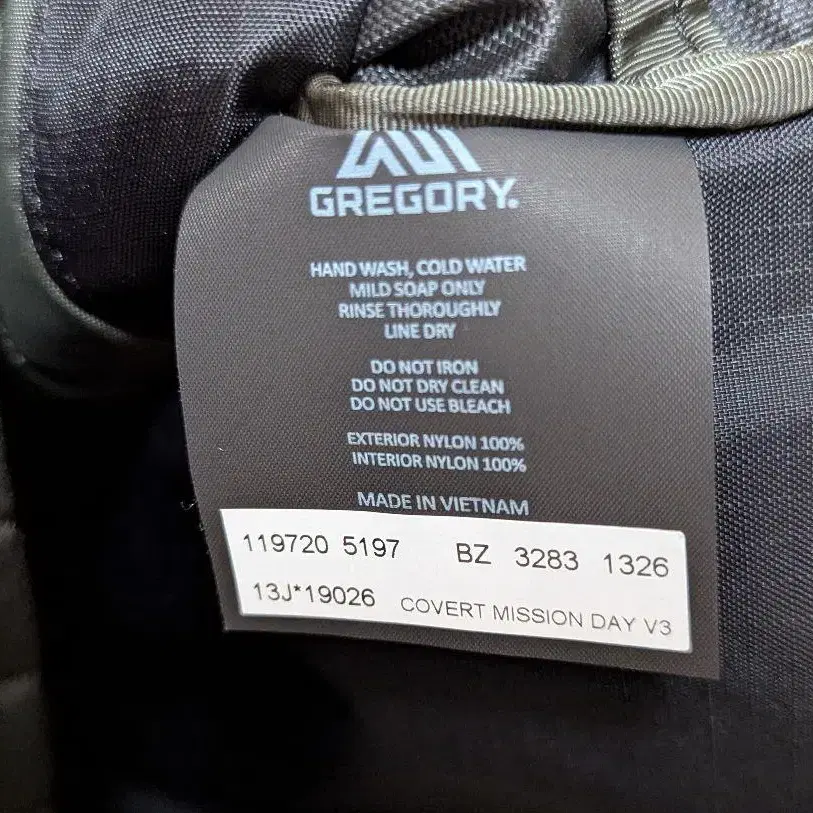 GREGORY.
HAND WASH, COLD WATER
MILD SOAP ONLY
RINSE THOROUGHLY
LINE DRY
DO NOT IRON
DO NOT DRY CLEAN
DO NOT USE BLEACH
EXTERIOR NYLON 100%
INTERIOR NYLON 100%
MADE IN VIETNAM
119720 5197 BZ 3283 1326
13J*19026 COVERT MISSION DAY V3